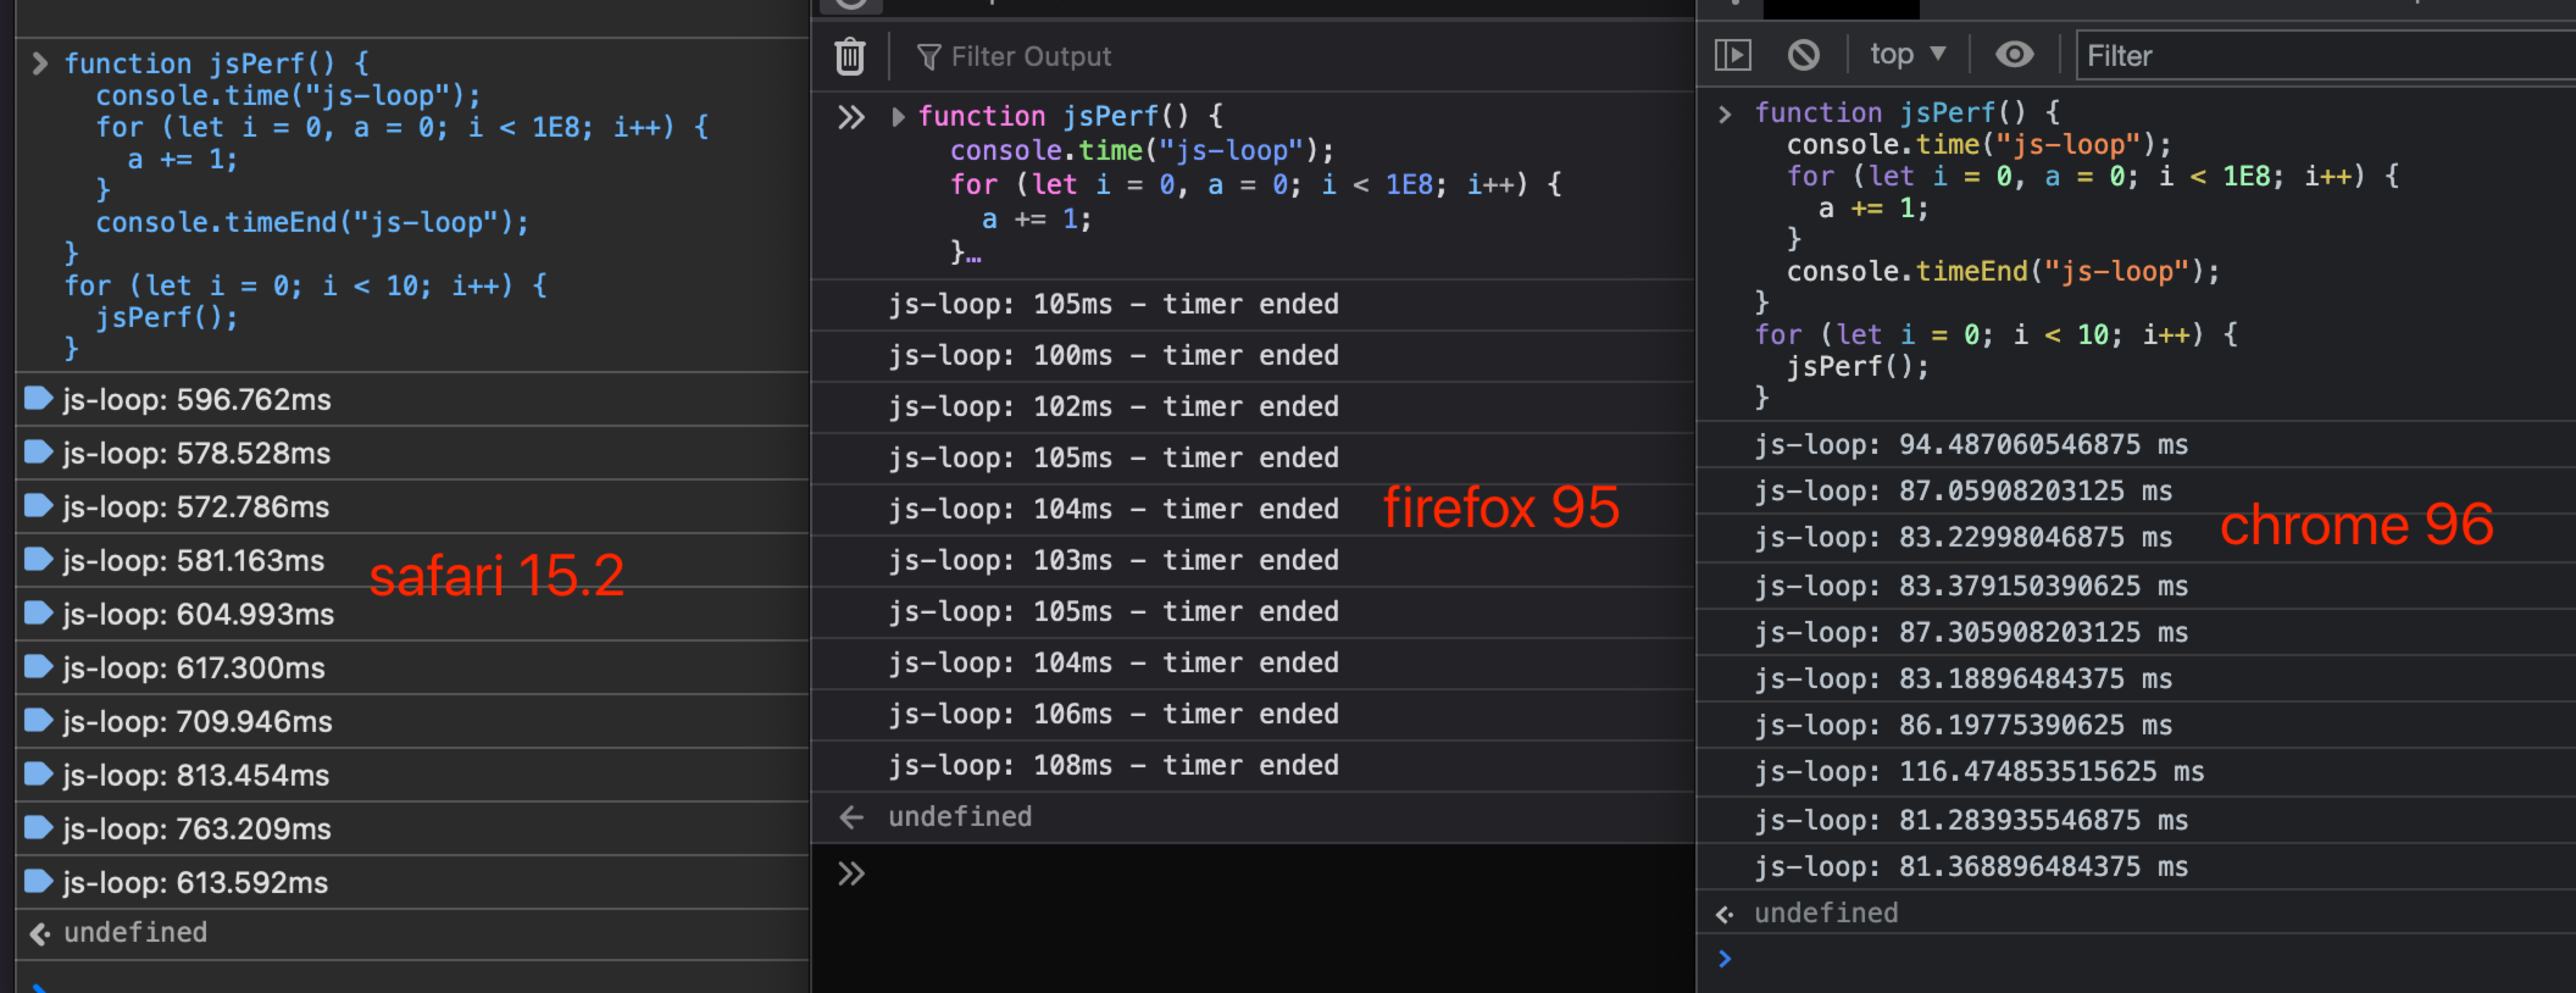 function jsPerf() {
  console.time("js-loop");
  for (let i = 0, a = 0; i < 1E8; i++) {
    a += 1;
  }
  console.timeEnd("js-loop");
}
for (let i = 0; i < 10; i++) {
  jsPerf();
}
js-loop: 596.762ms
js-loop: 578.528ms
js-loop: 572.786ms
js-loop: 581.163ms
js-loop: 604.993ms
js-loop: 617.300ms
js-loop: 709.946ms
js-loop: 813.454ms
js-loop: 763.209ms
js-loop: 613.592ms
undefined
safari 15.2
Filter Output
function jsPerf() {
  console.time("js-loop");
  for (let i = 0, a = 0; i < 1E8; i++) {
    a += 1;
  }…
js-loop: 105ms – timer ended
js-loop: 100ms – timer ended
js-loop: 102ms – timer ended
js-loop: 105ms – timer ended
js-loop: 104ms – timer ended
js-loop: 103ms – timer ended
js-loop: 105ms – timer ended
js-loop: 104ms – timer ended
js-loop: 106ms – timer ended
js-loop: 108ms – timer ended
undefined
firefox 95
top
Filter
function jsPerf() {
  console.time("js-loop");
  for (let i = 0, a = 0; i < 1E8; i++) {
    a += 1;
  }
  console.timeEnd("js-loop");
}
for (let i = 0; i < 10; i++) {
  jsPerf();
}
js-loop: 94.487060546875 ms
js-loop: 87.05908203125 ms
js-loop: 83.22998046875 ms
js-loop: 83.379150390625 ms
js-loop: 87.305908203125 ms
js-loop: 83.18896484375 ms
js-loop: 86.19775390625 ms
js-loop: 116.474853515625 ms
js-loop: 81.283935546875 ms
js-loop: 81.368896484375 ms
undefined
chrome 96